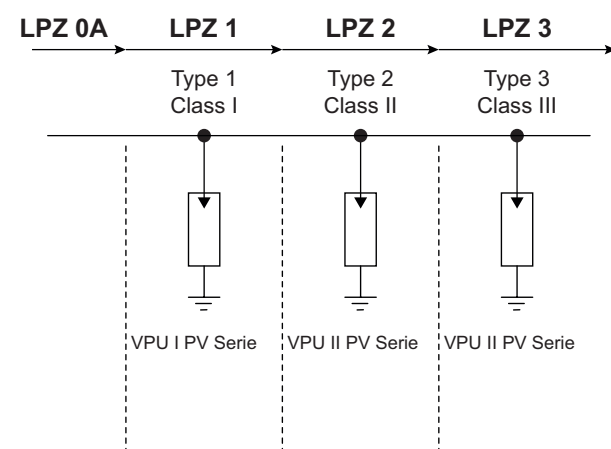 LPZ 0A
LPZ 1
LPZ 2
LPZ 3
Type 1
Class I
Type 2
Class II
Type 3
Class III
VPU I PV Serie
VPU II PV Serie
VPU II PV Serie